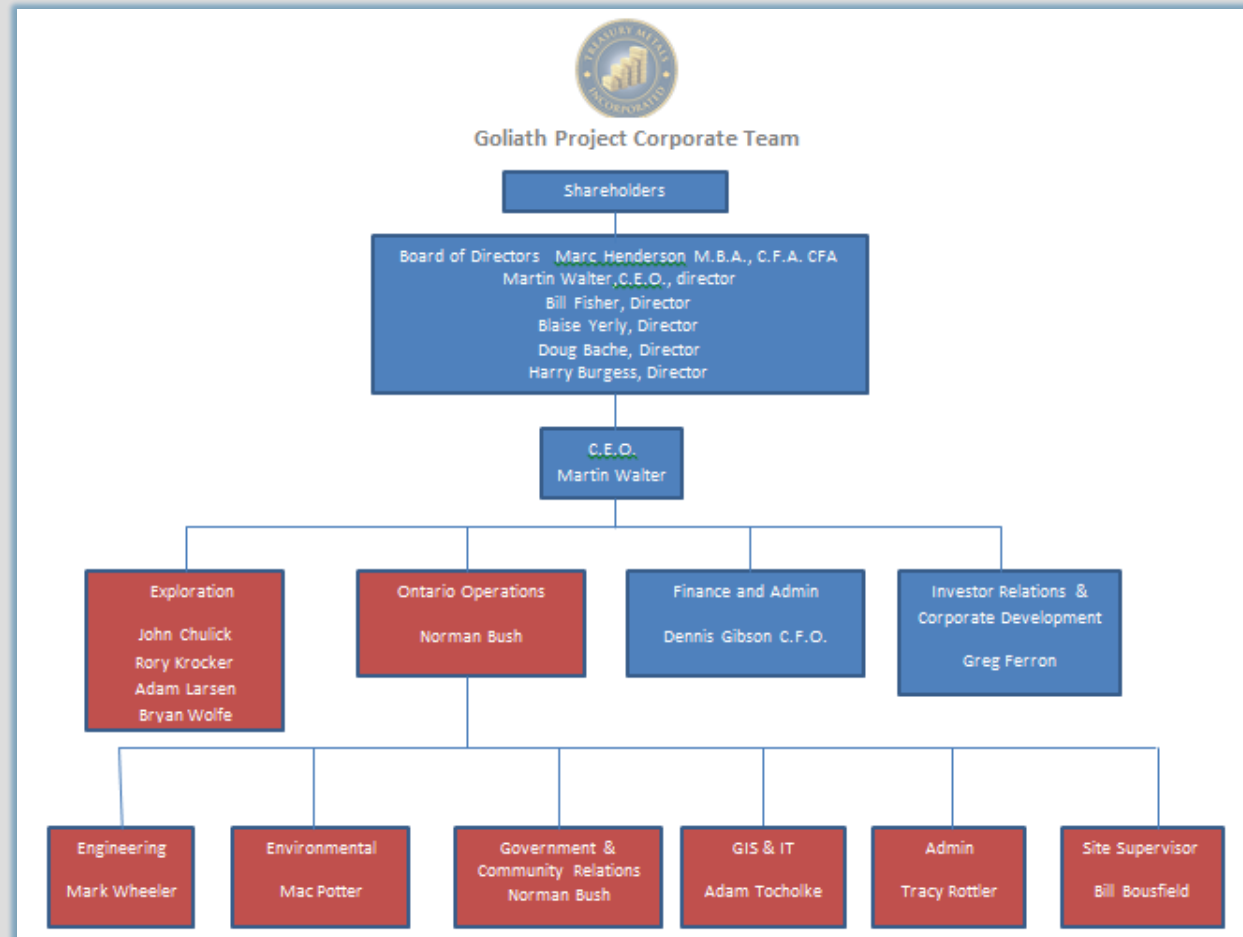 TREASURY METALS
INCORPORATED
Goliath Project Corporate Team
Shareholders
Board of Directors Marc Henderson M.B.A., C.F.A. CFA
Martin Walter,C.E.O., director
Bill Fisher, Director
Blaise Yerly, Director
Doug Bache, Director
Harry Burgess, Director
C.E.O.
Martin Walter
Exploration
John Chulick
Rory Krocker
Adam Larsen
Bryan Wolfe
Ontario Operations
Norman Bush
Finance and Admin
Dennis Gibson C.F.O.
Investor Relations &
Corporate Development
Greg Ferron
Engineering
Mark Wheeler
Environmental
Mac Potter
Government &
Community Relations
Norman Bush
GIS & IT
Adam Tocholke
Admin
Tracy Rottler
Site Supervisor
Bill Bousfield